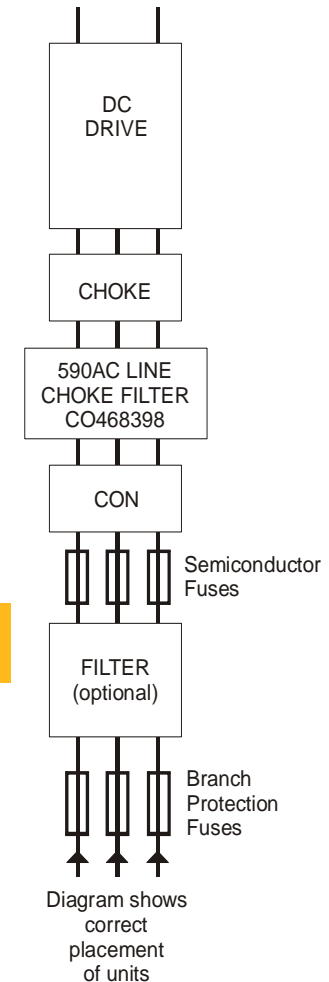 DC
DRIVE
CHOKE
590AC LINE
CHOKE FILTER
CO468398
CON
Semiconductor
Fuses
FILTER
(optional)
Branch
Protection
Fuses
Diagram shows
correct
placement
of units